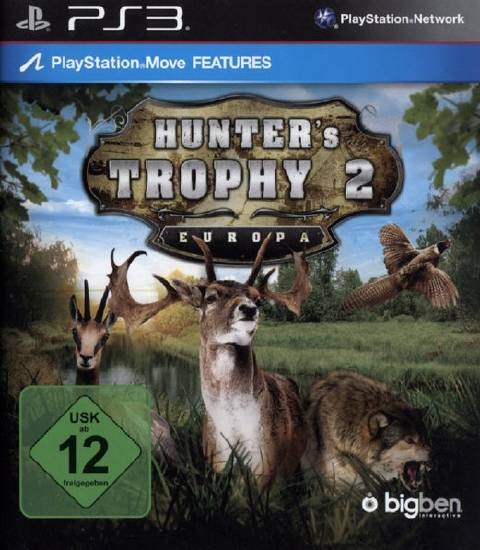 PS3
PlayStation®Network
PlayStation®Move FEATURES
HUNTER's
TROPHY 2
EUROPA
USK
ab
12
freigegeben
bigben
interactive